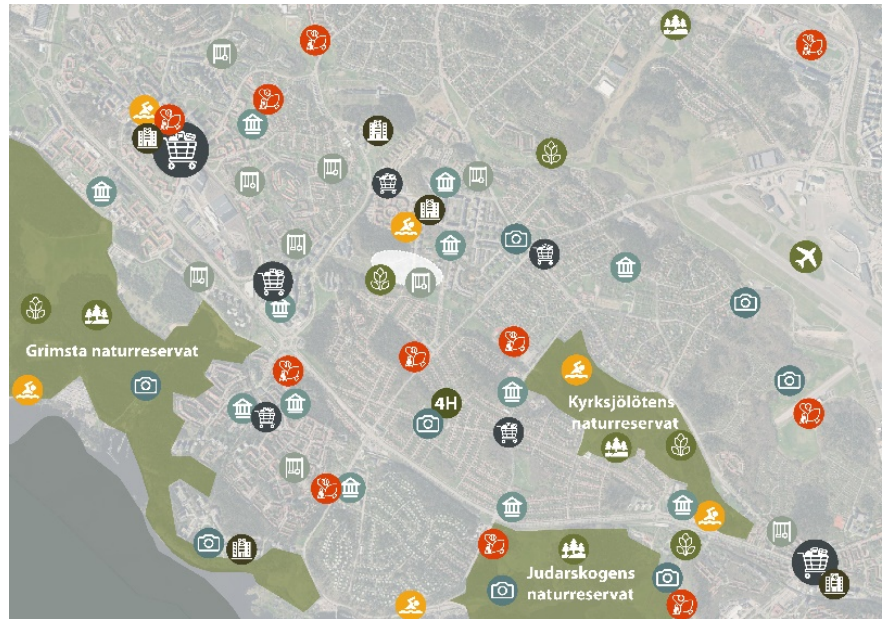 Grimsta naturreservat
4H
Kyrksjölötens
naturreservat
Judarskogens
naturreservat